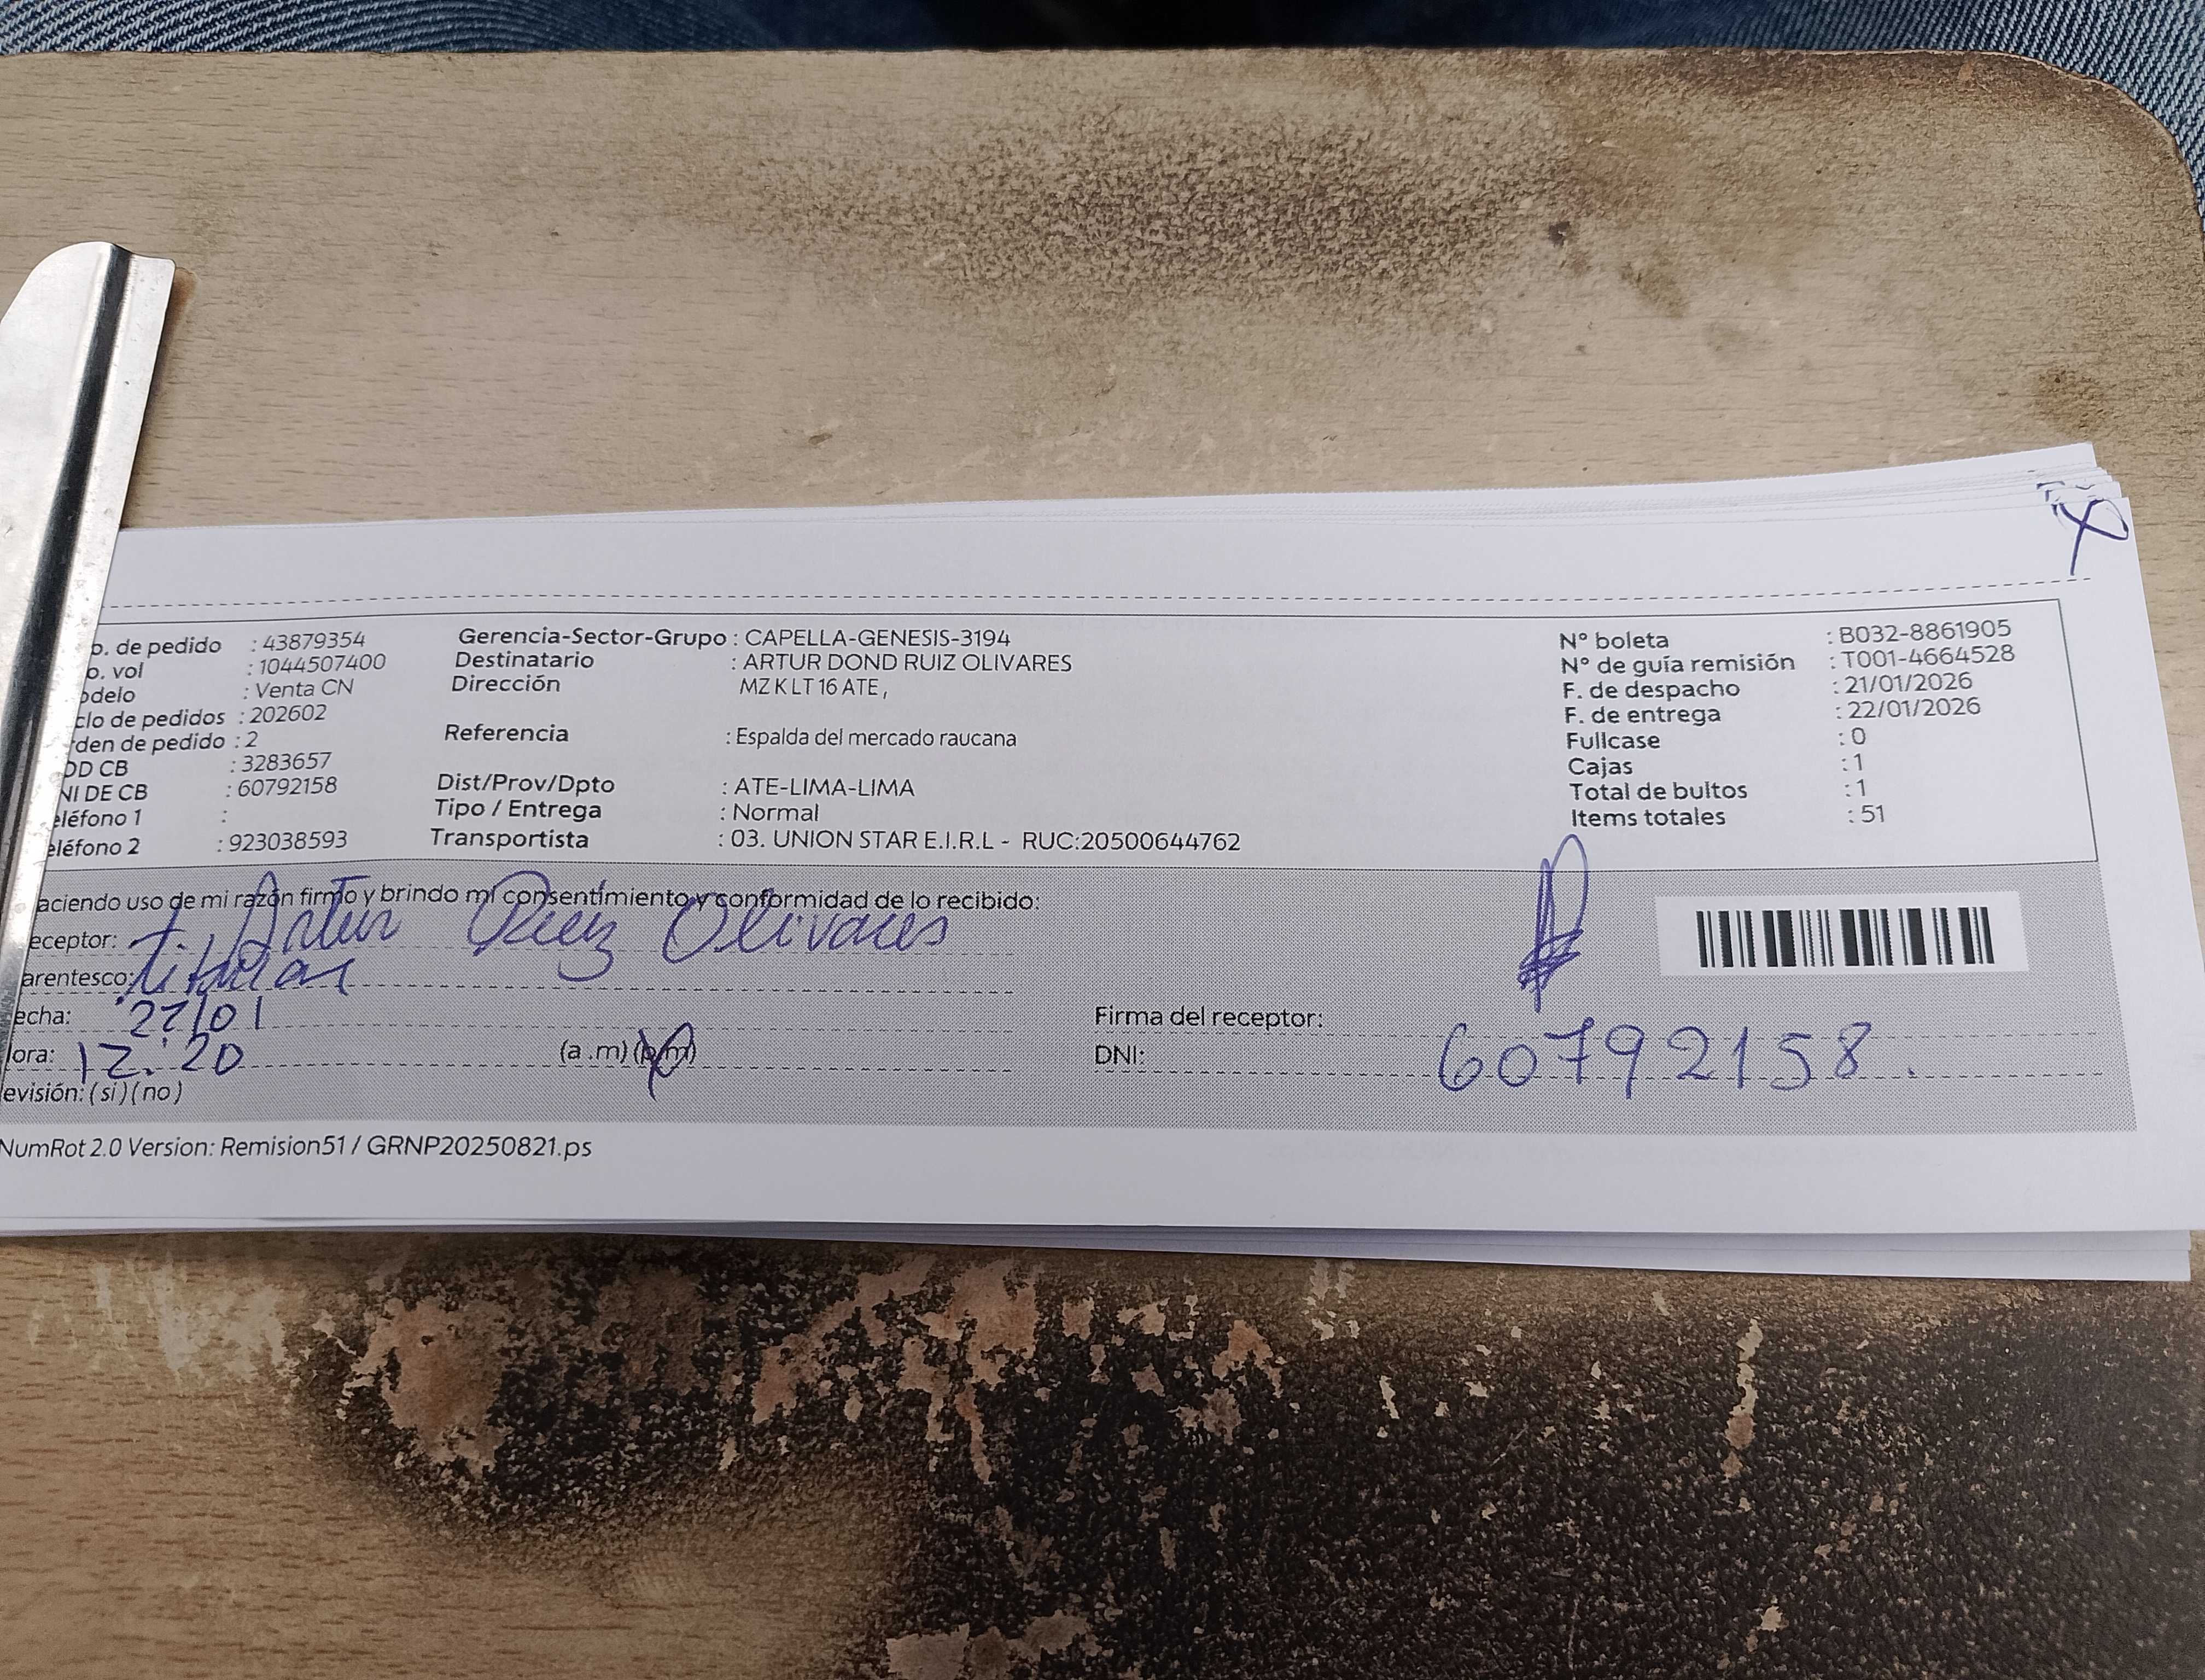 o. de pedido : 43879354 Gerencia-Sector-Grupo : CAPELLA-GENESIS-3194 N° boleta : B032-8861905
o. vol : 1044507400 Destinatario : ARTUR DOND RUIZ OLIVARES N° de guía remisión : T001-4664528
odelo : Venta CN Dirección MZ K LT 16 ATE, F. de despacho : 21/01/2026
clo de pedidos : 202602 F. de entrega : 22/01/2026
rden de pedido : 2 Referencia : Espalda del mercado raucana Fullcase : 0
OD CB : 3283657 Cajas : 1
NI DE CB : 60792158 Dist/Prov/Dpto : ATE-LIMA-LIMA Total de bultos : 1
eléfono 1 : Tipo / Entrega : Normal Items totales : 51
eléfono 2 : 923038593 Transportista : 03. UNION STAR E.I.R.L - RUC:20500644762
aciendo uso de mi razón firmo y brindo mi consentimiento y conformidad de lo recibido:
eceptor: Artur Ruiz Olivares
arentesco: titular
echa: 22/01 Firma del receptor:
ora: 12:20 (a.m) (p.m) DNI: 60792158.
evisión: (si) (no)
NumRot 2.0 Version: Remision51 / GRNP20250821.ps